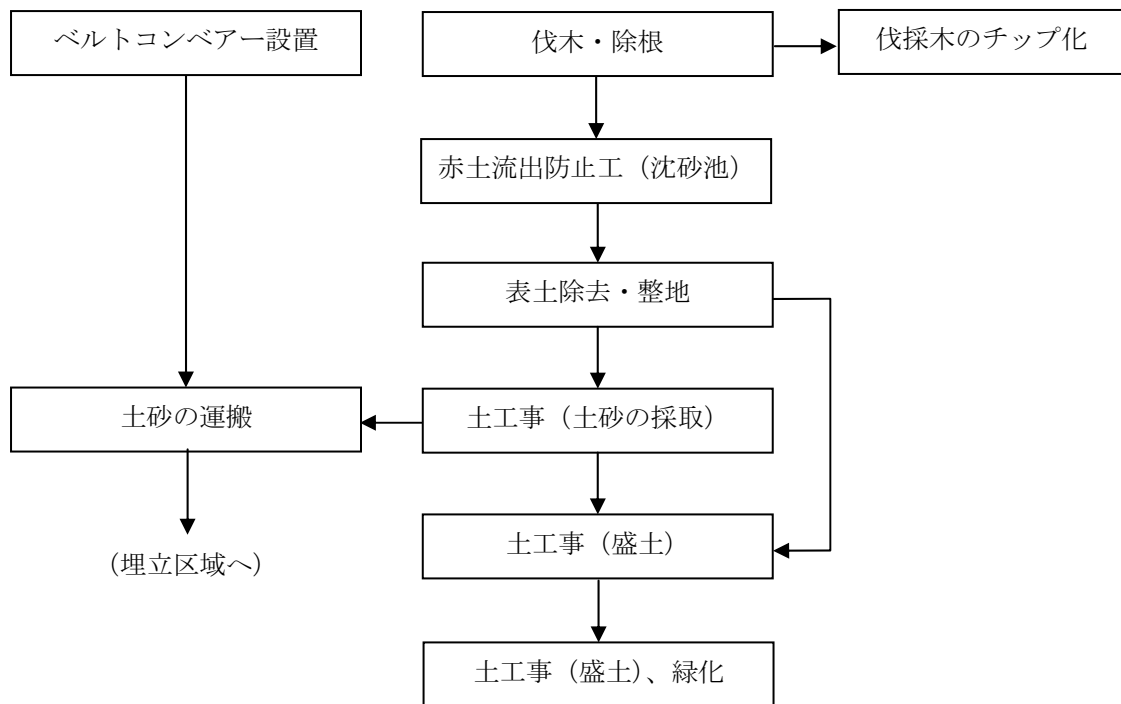 ベルトコンベアー設置
伐木・除根
伐採木のチップ化
赤土流出防止工（沈砂池）
表土除去・整地
土砂の運搬
土工事（土砂の採取）
土工事（盛土）
（埋立区域へ）
土工事（盛土）、緑化